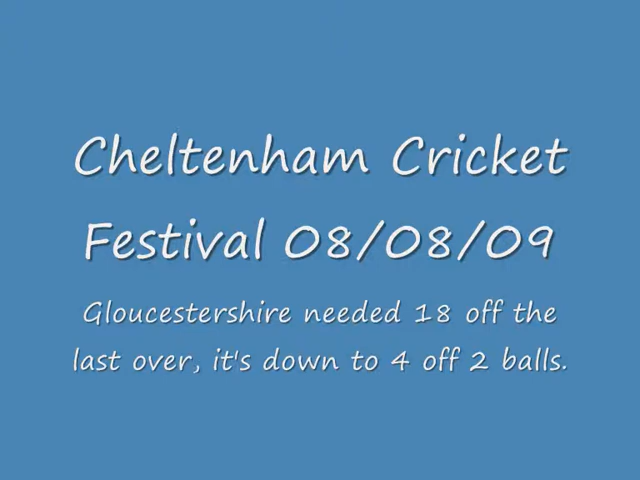 Cheltenham Cricket
Festival 08/08/09
Gloucestershire needed 18 off the
last over, it's down to 4 off 2 balls.